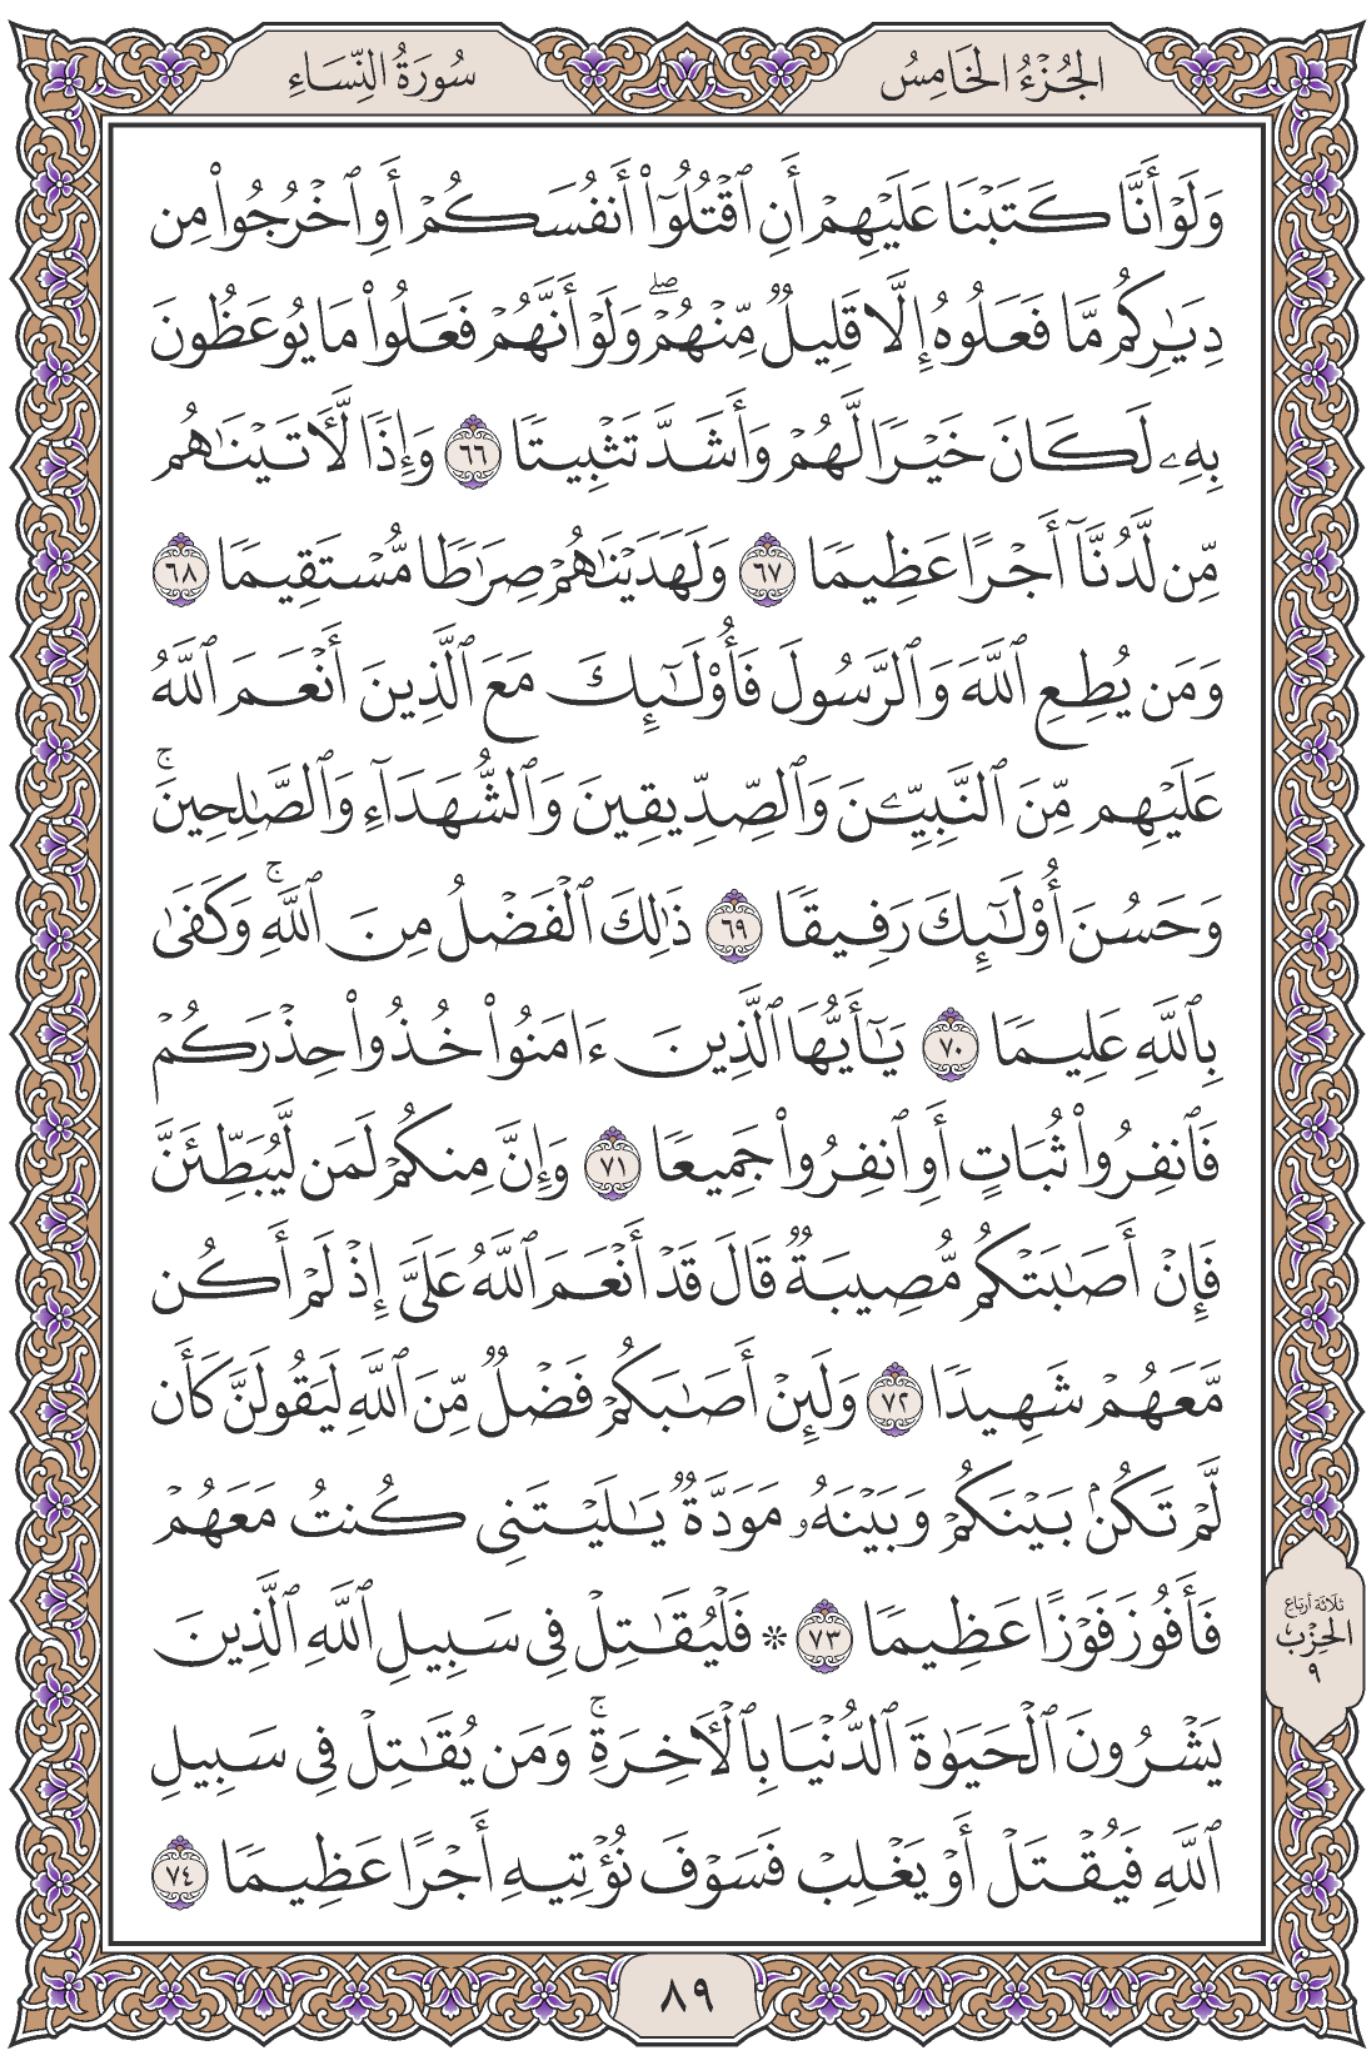 الجُزْءُ الخَامِسُ
سُورَةُ النِّسَاءِ
وَلَوْ أَنَّا كَتَبْنَا عَلَيْهِمْ أَنِ ٱقْتُلُوٓا۟ أَنفُسَكُمْ أَوِ ٱخْرُجُوا۟ مِن
دِيَـٰرِكُم مَّا فَعَلُوهُ إِلَّا قَلِيلٌ مِّنْهُمْ ۖ وَلَوْ أَنَّهُمْ فَعَلُوا۟ مَا يُوعَظُونَ
بِهِۦ لَكَانَ خَيْرًا لَّهُمْ وَأَشَدَّ تَثْبِيتًا ٦٦ وَإِذًا لَّـَٔاتَيْنَـٰهُم
مِّن لَّدُنَّآ أَجْرًا عَظِيمًا ٦٧ وَلَهَدَيْنَـٰهُمْ صِرَٰطًا مُّسْتَقِيمًا ٦٨
وَمَن يُطِعِ ٱللَّهَ وَٱلرَّسُولَ فَأُو۟لَـٰٓئِكَ مَعَ ٱلَّذِينَ أَنْعَمَ ٱللَّهُ
عَلَيْهِم مِّنَ ٱلنَّبِيِّـۧنَ وَٱلصِّدِّيقِينَ وَٱلشُّهَدَآءِ وَٱلصَّـٰلِحِينَ ۚ
وَحَسُنَ أُو۟لَـٰٓئِكَ رَفِيقًا ٦٩ ذَٰلِكَ ٱلْفَضْلُ مِنَ ٱللَّهِ ۚ وَكَفَىٰ
بِٱللَّهِ عَلِيمًا ٧٠ يَـٰٓأَيُّهَا ٱلَّذِينَ ءَامَنُوا۟ خُذُوا۟ حِذْرَكُمْ
فَٱنفِرُوا۟ ثُبَاتٍ أَوِ ٱنفِرُوا۟ جَمِيعًا ٧١ وَإِنَّ مِنكُمْ لَمَن لَّيُبَطِّئَنَّ
فَإِنْ أَصَـٰبَتْكُم مُّصِيبَةٌ قَالَ قَدْ أَنْعَمَ ٱللَّهُ عَلَىَّ إِذْ لَمْ أَكُن
مَّعَهُمْ شَهِيدًا ٧٢ وَلَئِنْ أَصَـٰبَكُمْ فَضْلٌ مِّنَ ٱللَّهِ لَيَقُولَنَّ كَأَن
لَّمْ تَكُنۢ بَيْنَكُمْ وَبَيْنَهُۥ مَوَدَّةٌ يَـٰلَيْتَنِى كُنتُ مَعَهُمْ
فَأَفُوزَ فَوْزًا عَظِيمًا ٧٣ * فَلْيُقَـٰتِلْ فِى سَبِيلِ ٱللَّهِ ٱلَّذِينَ
يَشْرُونَ ٱلْحَيَوٰةَ ٱلدُّنْيَا بِٱلْـَٔاخِرَةِ ۚ وَمَن يُقَـٰتِلْ فِى سَبِيلِ
ٱللَّهِ فَيُقْتَلْ أَوْ يَغْلِبْ فَسَوْفَ نُؤْتِيهِ أَجْرًا عَظِيمًا ٧٤
ثَلَاثَة أَرْبَاع
الحِزْب
٩
٨٩